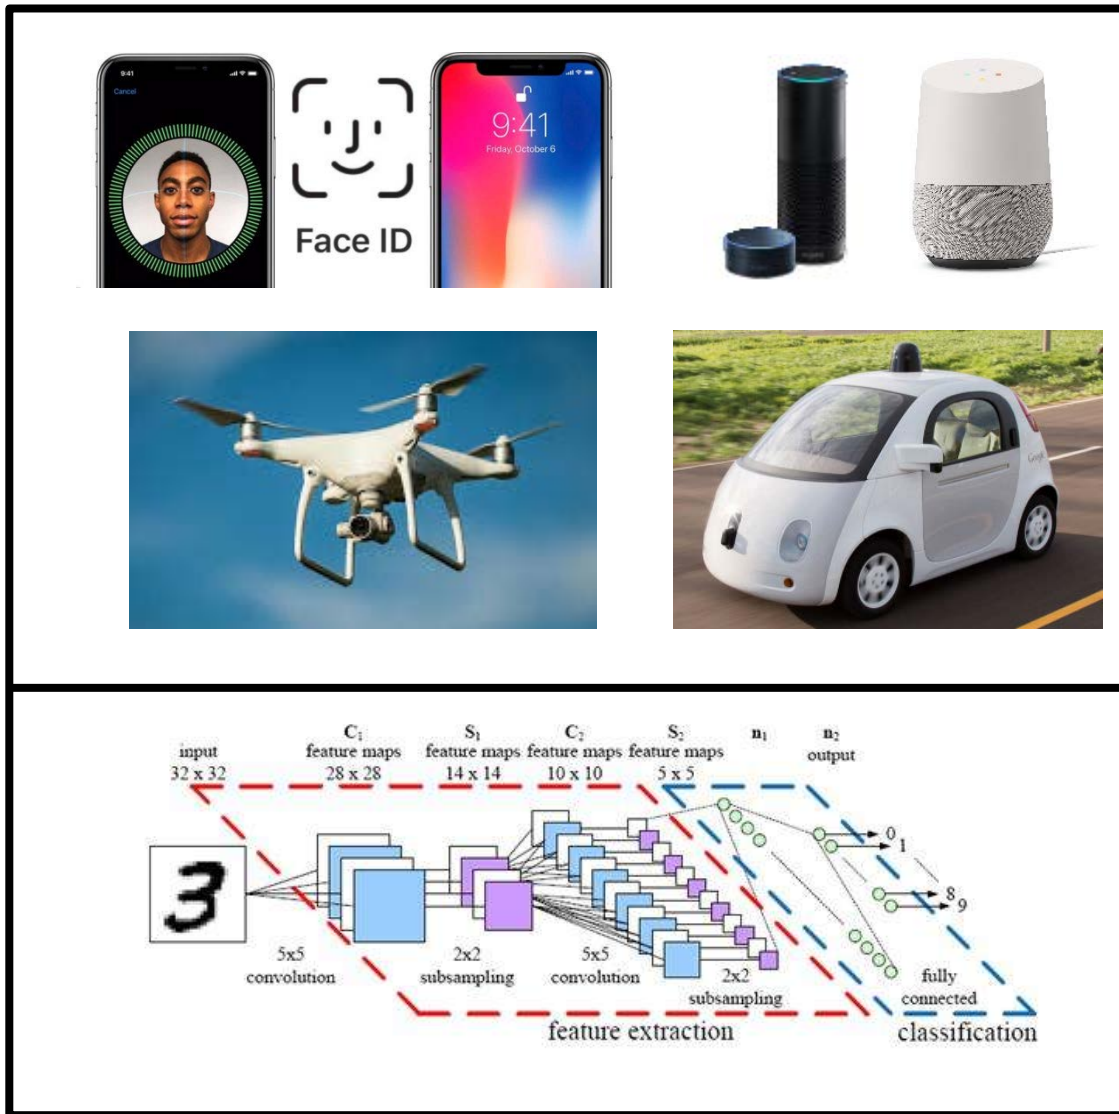 9:41
Cancel
Face ID
9:41
Friday, October 6
Google
input
32 x 32
C₁
feature maps
28 x 28
S₁
feature maps
14 x 14
C₂
feature maps
10 x 10
S₂
feature maps
5 x 5
n₁
n₂
output
3
0
1
8
9
5x5
convolution
2x2
subsampling
5x5
convolution
2x2
subsampling
fully
connected
feature extraction
classification